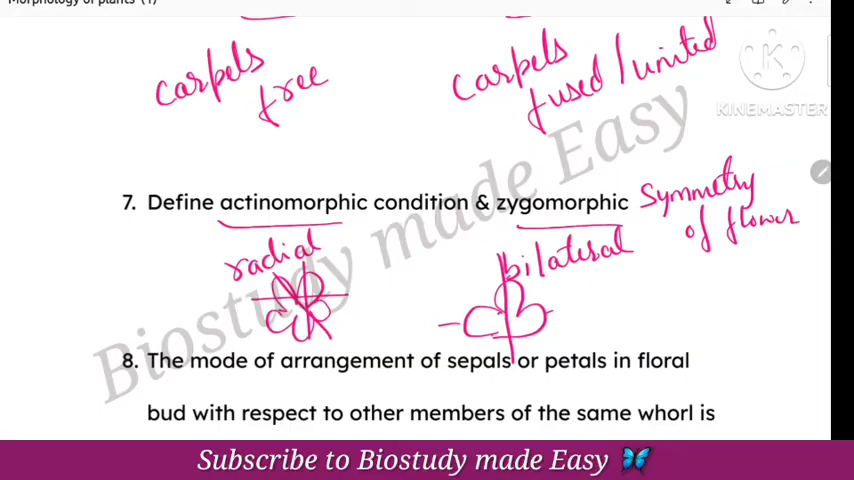 Morphology of plants (1)
carpels free
carpels fused/united
KINEMASTER
7. Define actinomorphic condition & zygomorphic
Symmetry of flower
radial
bilateral
Biostudy made Easy
8. The mode of arrangement of sepals or petals in floral
bud with respect to other members of the same whorl is
Subscribe to Biostudy made Easy 🦋